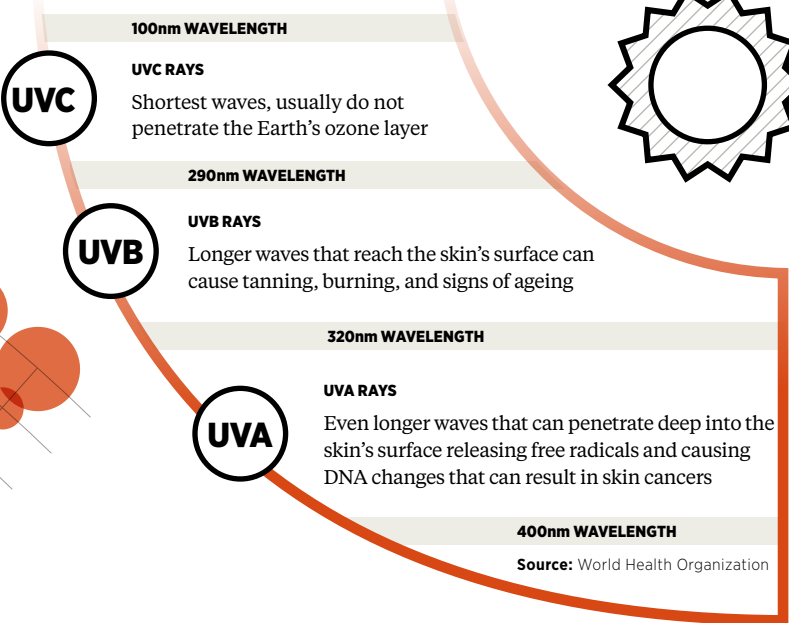 100nm WAVELENGTH
UVC
UVC RAYS
Shortest waves, usually do not
penetrate the Earth’s ozone layer
290nm WAVELENGTH
UVB
UVB RAYS
Longer waves that reach the skin’s surface can
cause tanning, burning, and signs of ageing
320nm WAVELENGTH
UVA
UVA RAYS
Even longer waves that can penetrate deep into the
skin’s surface releasing free radicals and causing
DNA changes that can result in skin cancers
400nm WAVELENGTH
Source: World Health Organization